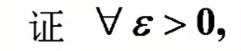 证 ∀ ε > 0,